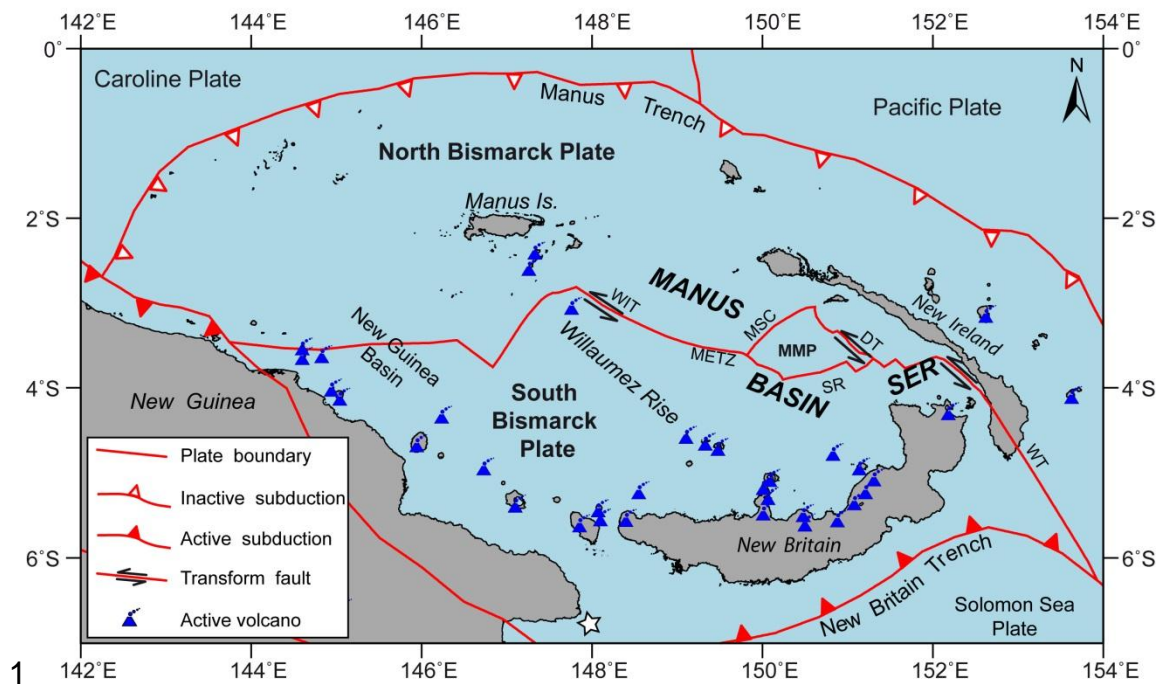 142°E 144°E 146°E 148°E 150°E 152°E 154°E
0° 0°
Caroline Plate
N
Pacific Plate
Manus Trench
North Bismarck Plate
2°S 2°S
Manus Is.
MANUS
New Ireland
WIT
MSC
DT
New Guinea
Basin
MMP
METZ
Willaumez Rise
SR
SER
BASIN
4°S 4°S
New Guinea
South
Bismarck
Plate
WT
Plate boundary
Inactive subduction
Active subduction
Transform fault
Active volcano
New Britain
6°S 6°S
New Britain Trench
Solomon Sea
Plate
142°E 144°E 146°E 148°E 150°E 152°E 154°E
1